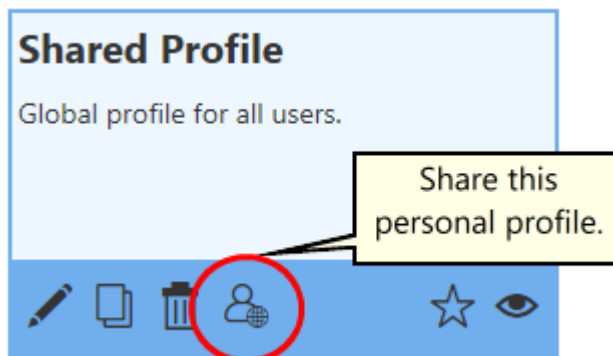 Shared Profile
Global profile for all users.
Share this
personal profile.